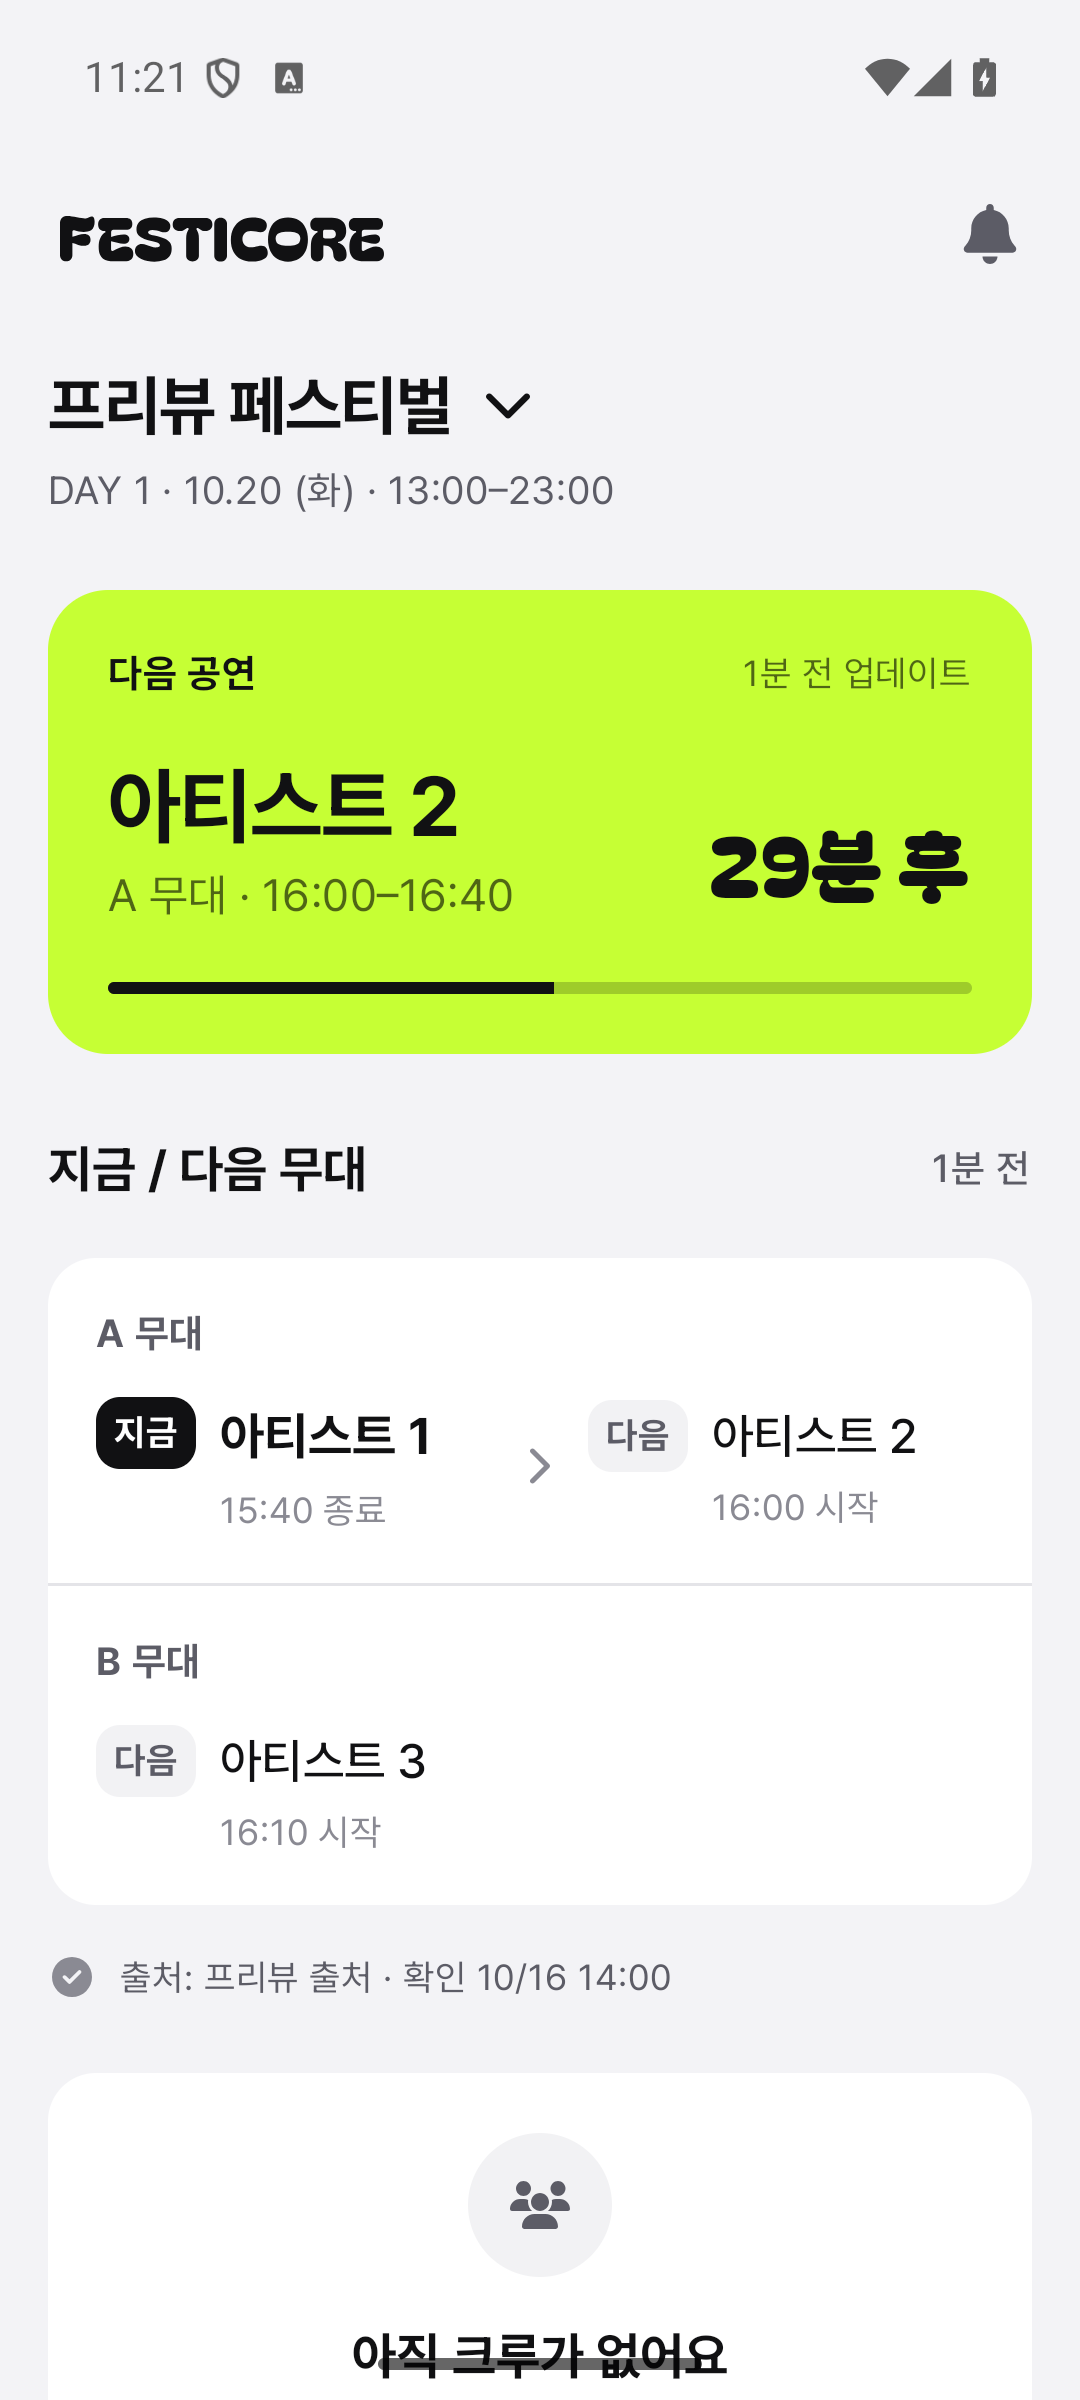 11:21
FESTICORE
프리뷰 페스티벌
DAY 1 · 10.20 (화) · 13:00–23:00
다음 공연
1분 전 업데이트
아티스트 2
A 무대 · 16:00–16:40
29분 후
지금 / 다음 무대
1분 전
A 무대
지금 아티스트 1
15:40 종료
다음 아티스트 2
16:00 시작
B 무대
다음 아티스트 3
16:10 시작
출처: 프리뷰 출처 · 확인 10/16 14:00
아직 크루가 없어요